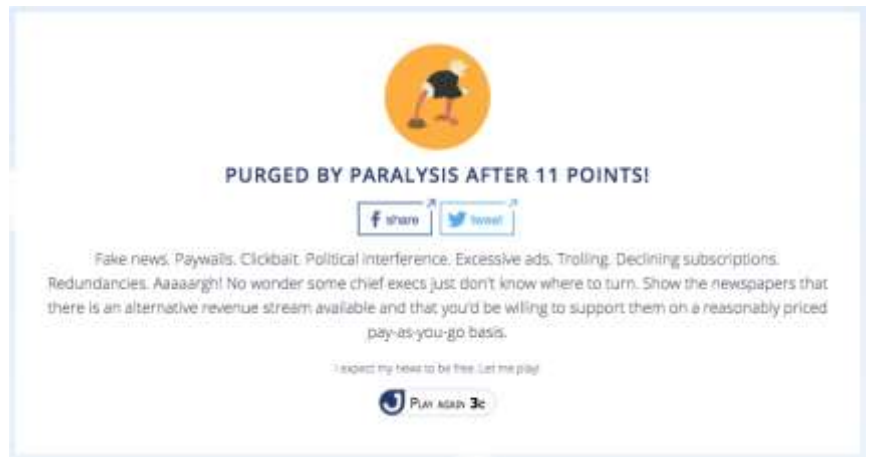 PURGED BY PARALYSIS AFTER 11 POINTS!
share tweet
Fake news. Paywalls. Clickbait. Political interference. Excessive ads. Trolling. Declining subscriptions.
Redundancies. Aaaaargh! No wonder some chief execs just don't know where to turn. Show the newspapers that
there is an alternative revenue stream available and that you'd be willing to support them on a reasonably priced
pay-as-you-go basis.
I expect my news to be free. Let me play!
PLAY AGAIN 3c